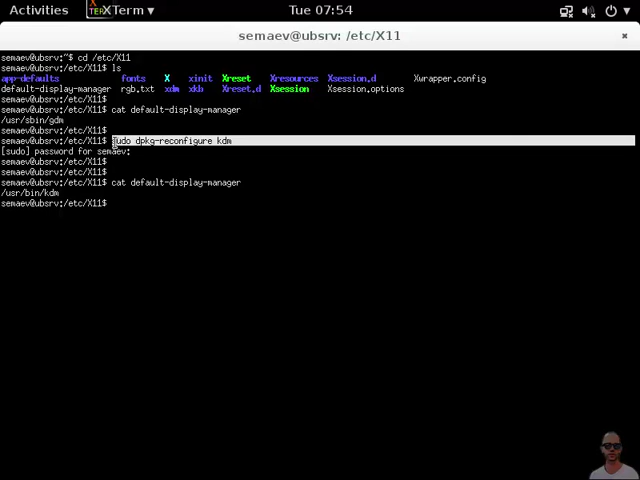 Activities XTerm ▾ Tue 07:54
semaev@ubsrv: /etc/X11
semaev@ubsrv:~$ cd /etc/X11
semaev@ubsrv:/etc/X11$ ls
app-defaults fonts X xinit Xreset Xresources Xsession.d Xwrapper.config
default-display-manager rgb.txt xdm xkb Xreset.d Xsession Xsession.options
semaev@ubsrv:/etc/X11$
semaev@ubsrv:/etc/X11$ cat default-display-manager
/usr/sbin/gdm
semaev@ubsrv:/etc/X11$
semaev@ubsrv:/etc/X11$ sudo dpkg-reconfigure kdm
[sudo] password for semaev:
semaev@ubsrv:/etc/X11$
semaev@ubsrv:/etc/X11$
semaev@ubsrv:/etc/X11$ cat default-display-manager
/usr/bin/kdm
semaev@ubsrv:/etc/X11$